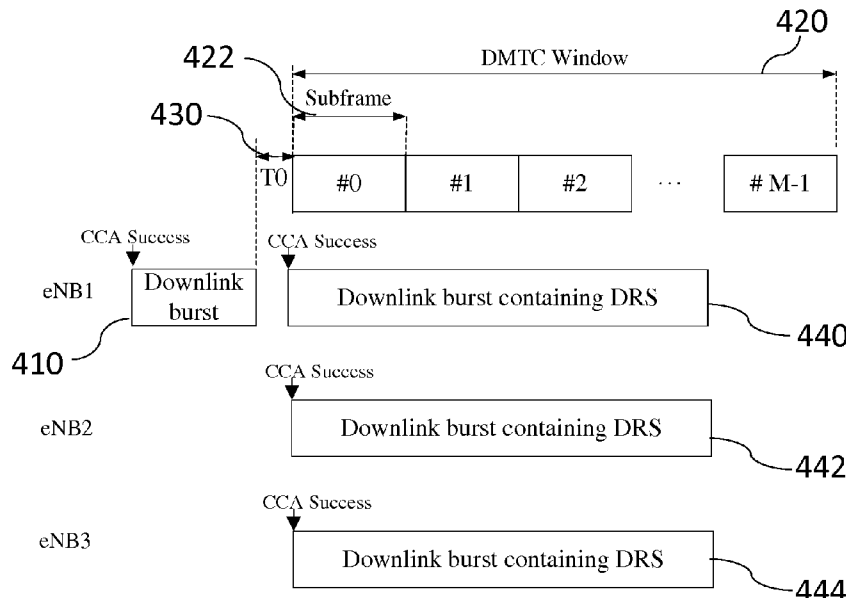 420
422
DMTC Window
Subframe
430
T0
#0 #1 #2 ... # M-1
CCA Success
CCA Success
eNB1
Downlink burst
Downlink burst containing DRS
410
440
CCA Success
eNB2
Downlink burst containing DRS
442
CCA Success
eNB3
Downlink burst containing DRS
444